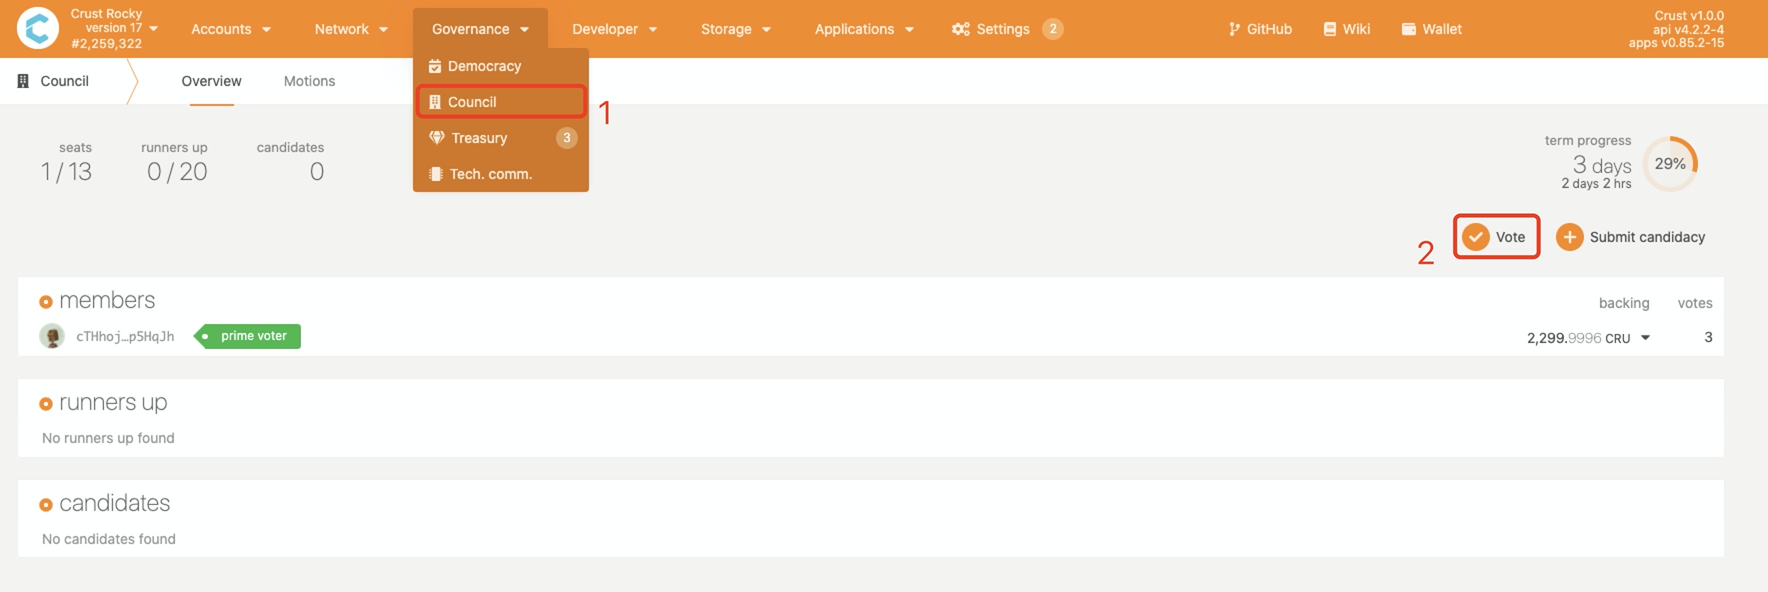 Crust Rocky
version 17
#2,259,322
Accounts
Network
Governance
Developer
Storage
Applications
Settings
2
GitHub
Wiki
Wallet
Crust v1.0.0
api v4.2.2-4
apps v0.85.2-15
Council
Overview
Motions
Democracy
Council
1
Treasury
3
Tech. comm.
seats
1/13
runners up
0/20
candidates
0
term progress
3 days
2 days 2 hrs
29%
2
Vote
Submit candidacy
members
backing
votes
cTHhoj…p5HqJh
prime voter
2,299.9996 CRU
3
runners up
No runners up found
candidates
No candidates found